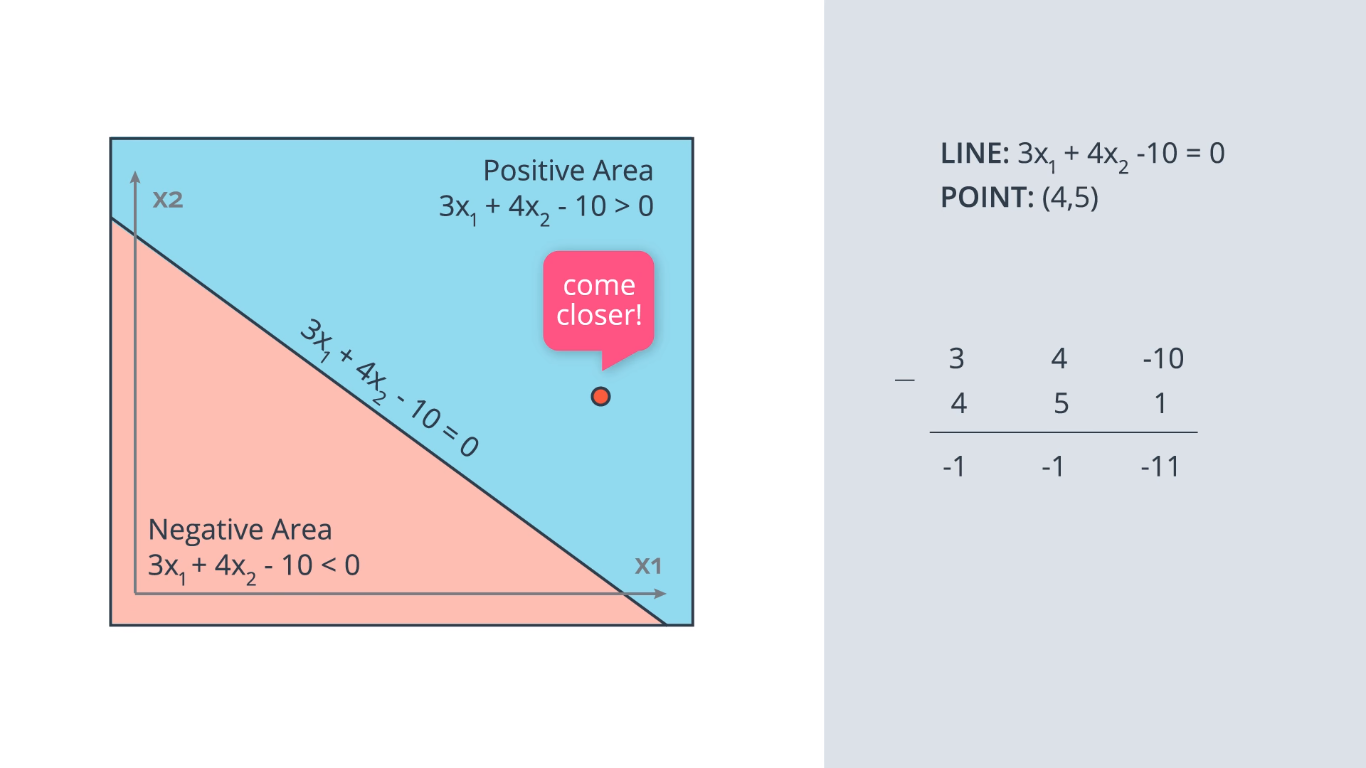 Positive Area
3x₁ + 4x₂ - 10 > 0
X2
come
closer!
3x₁ + 4x₂ - 10 = 0
Negative Area
3x₁ + 4x₂ - 10 < 0
X1
LINE: 3x₁ + 4x₂ -10 = 0
POINT: (4,5)
3 4 -10
— 4 5 1
-1 -1 -11